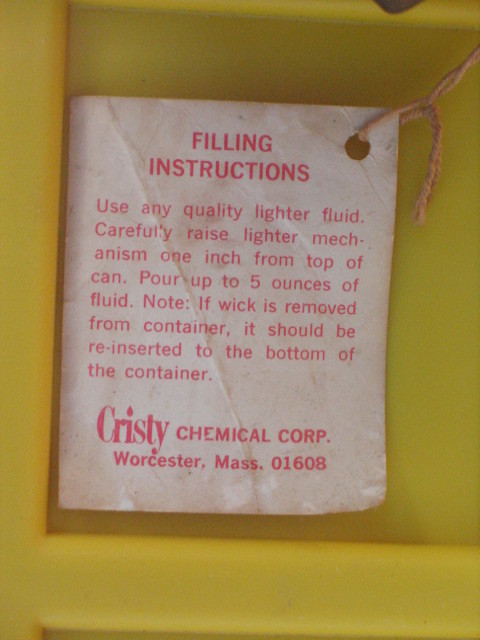 FILLING
INSTRUCTIONS
Use any quality lighter fluid.
Carefully raise lighter mech-
anism one inch from top of
can. Pour up to 5 ounces of
fluid. Note: If wick is removed
from container, it should be
re-inserted to the bottom of
the container.
Cristy CHEMICAL CORP.
Worcester, Mass. 01608